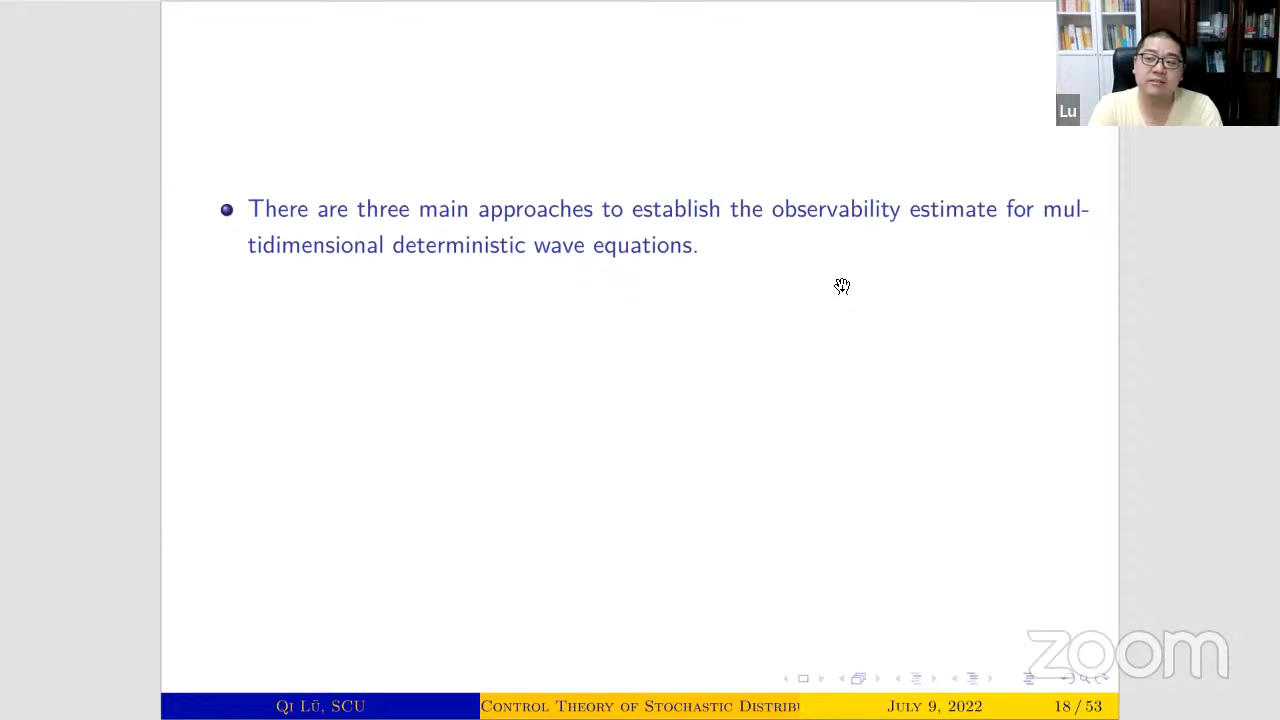 Lu
There are three main approaches to establish the observability estimate for mul-
tidimensional deterministic wave equations.
zoom
Qi Lü, SCU
Control Theory of Stochastic Distribu
July 9, 2022
18 / 53